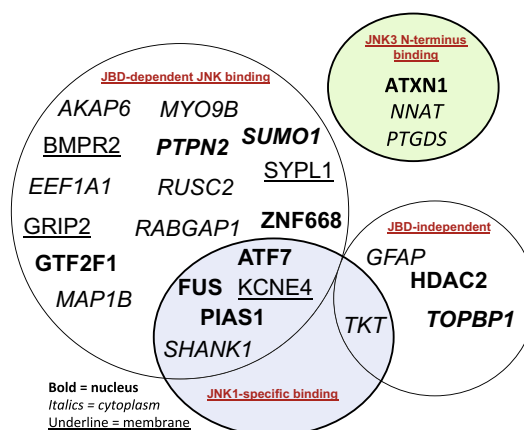 JNK3 N-terminus
binding
ATXN1
NNAT
PTGDS
JBD-dependent JNK binding
AKAP6 MYO9B
BMPR2 PTPN2 SUMO1
SYPL1
EEF1A1 RUSC2
GRIP2 RABGAP1 ZNF668
GTF2F1 ATF7
MAP1B FUS KCNE4
PIAS1
SHANK1
JBD-independent
GFAP
HDAC2
TOPBP1
TKT
JNK1-specific binding
Bold = nucleus
Italics = cytoplasm
Underline = membrane